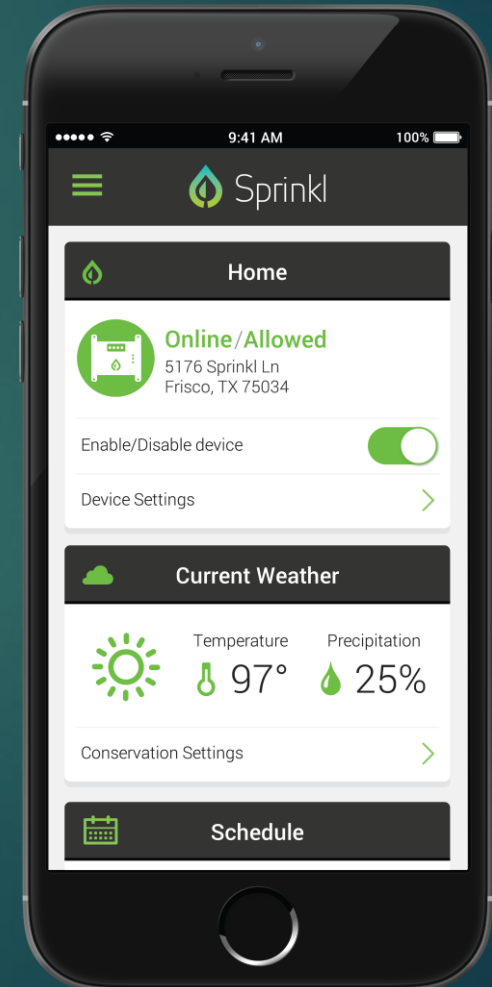 9:41 AM 100%
Sprinkl
Home
Online/Allowed
5176 Sprinkl Ln
Frisco, TX 75034
Enable/Disable device
Device Settings
Current Weather
Temperature Precipitation
97° 25%
Conservation Settings
Schedule